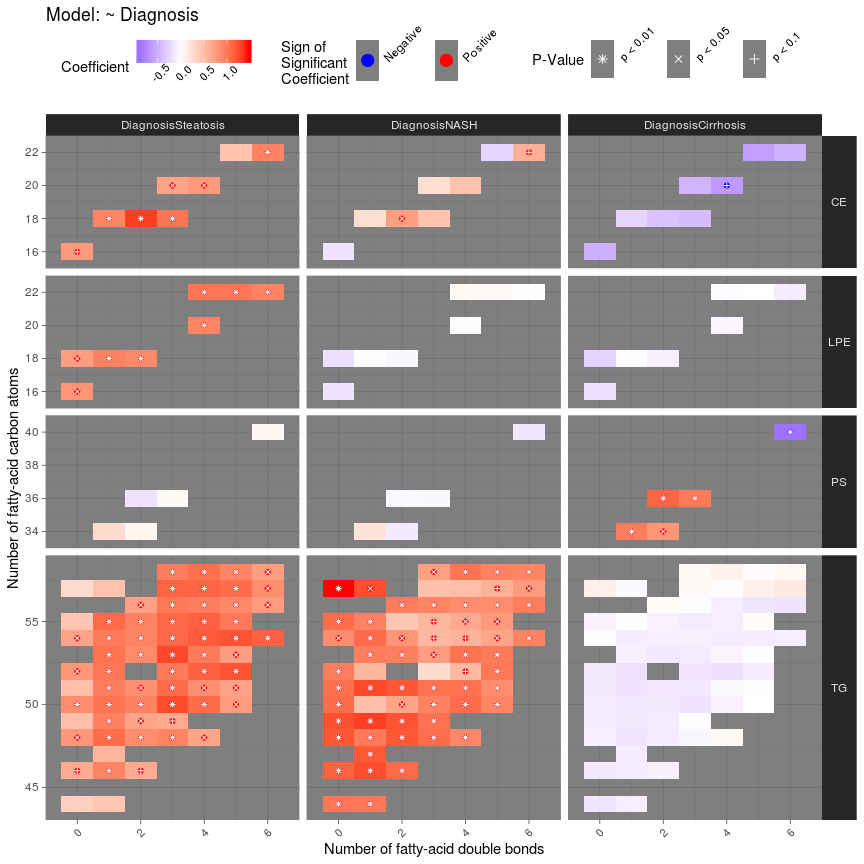 Model: ~ Diagnosis
Coefficient
-0.5 0.0 0.5 1.0
Sign of
Significant
Coefficient
Negative
Positive
P-Value
p < 0.01
p < 0.05
p < 0.1
DiagnosisSteatosis DiagnosisNASH DiagnosisCirrhosis
Number of fatty-acid carbon atoms
22
20
18
16
CE
22
20
18
16
LPE
40
38
36
34
PS
55
50
45
TG
0 2 4 6 0 2 4 6 0 2 4 6
Number of fatty-acid double bonds